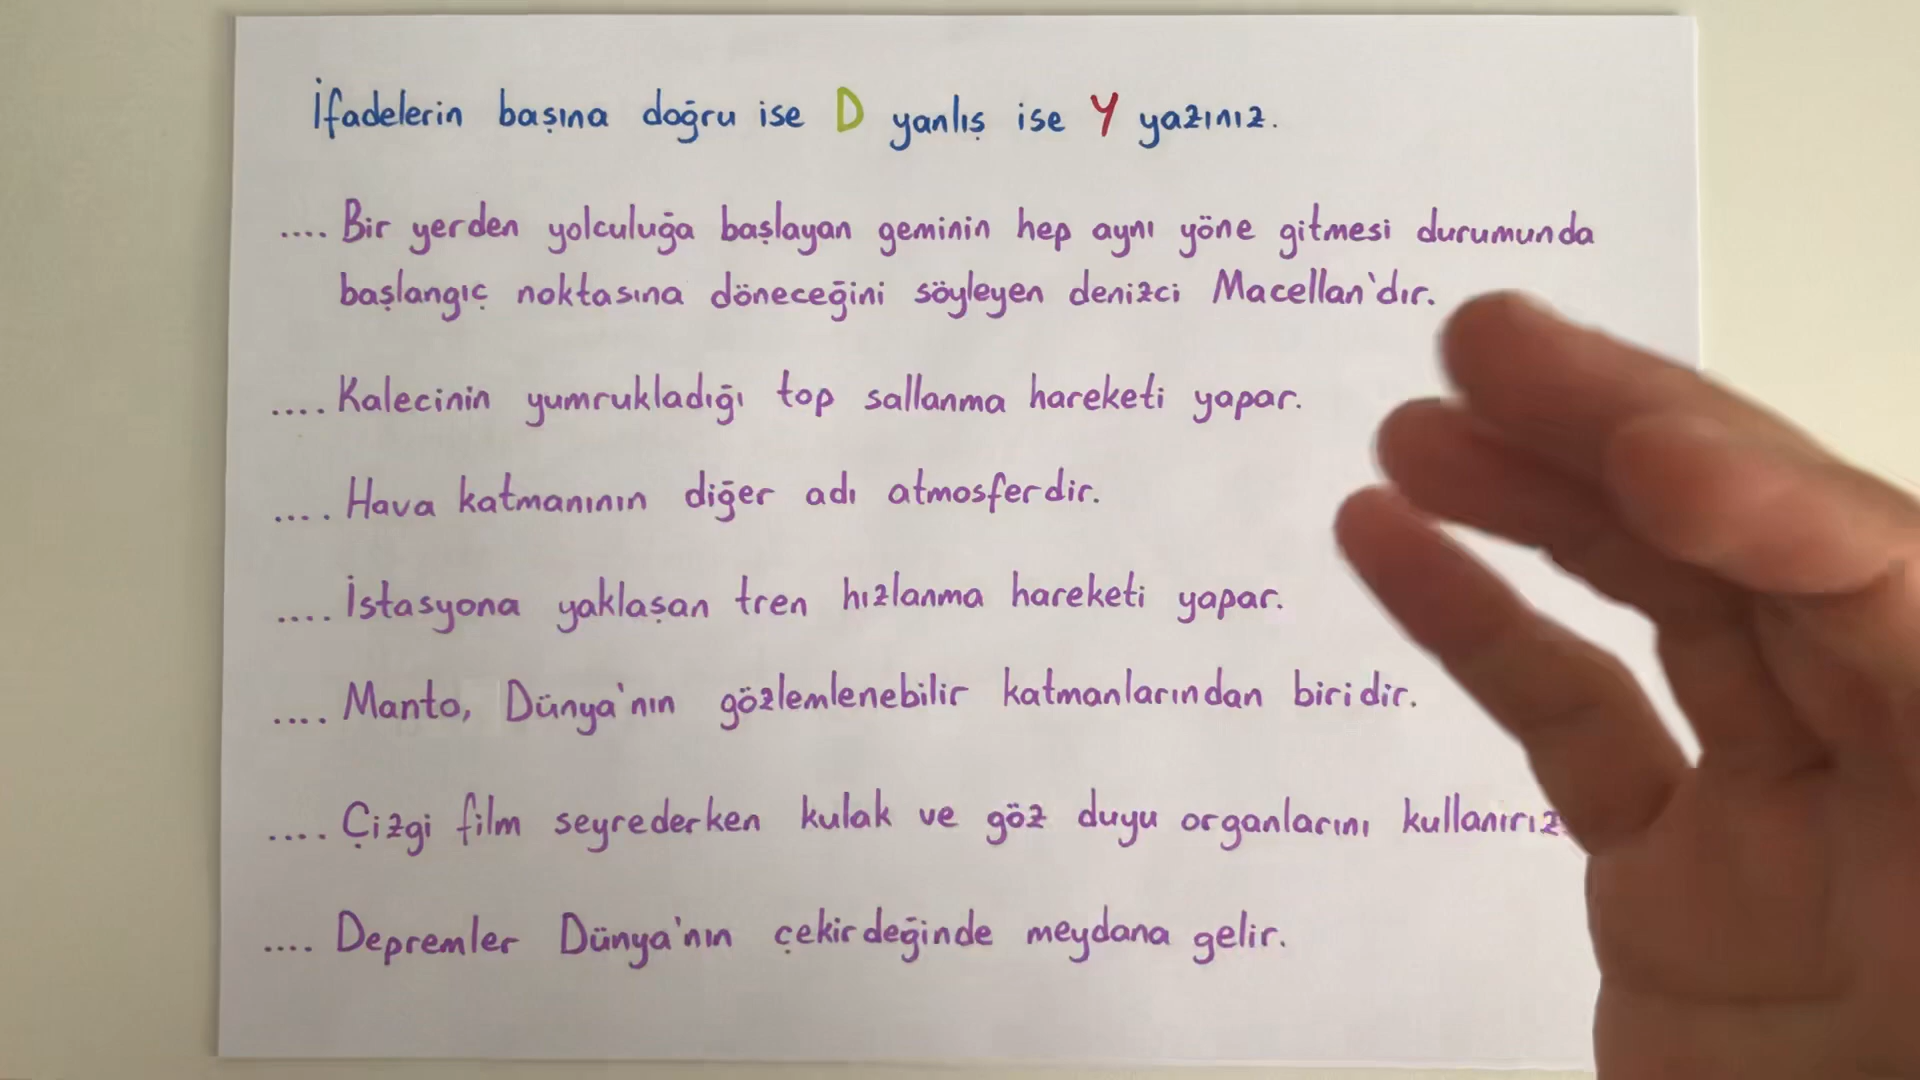 İfadelerin başına doğru ise D yanlış ise Y yazınız.
.... Bir yerden yolculuğa başlayan geminin hep aynı yöne gitmesi durumunda
başlangıç noktasına döneceğini söyleyen denizci Macellan'dır.
.... Kalecinin yumrukladığı top sallanma hareketi yapar.
.... Hava katmanının diğer adı atmosferdir.
.... İstasyona yaklaşan tren hızlanma hareketi yapar.
.... Manto, Dünya'nın gözlemlenebilir katmanlarından biridir.
.... Çizgi film seyrederken kulak ve göz duyu organlarını kullanırız.
.... Depremler Dünya'nın çekirdeğinde meydana gelir.